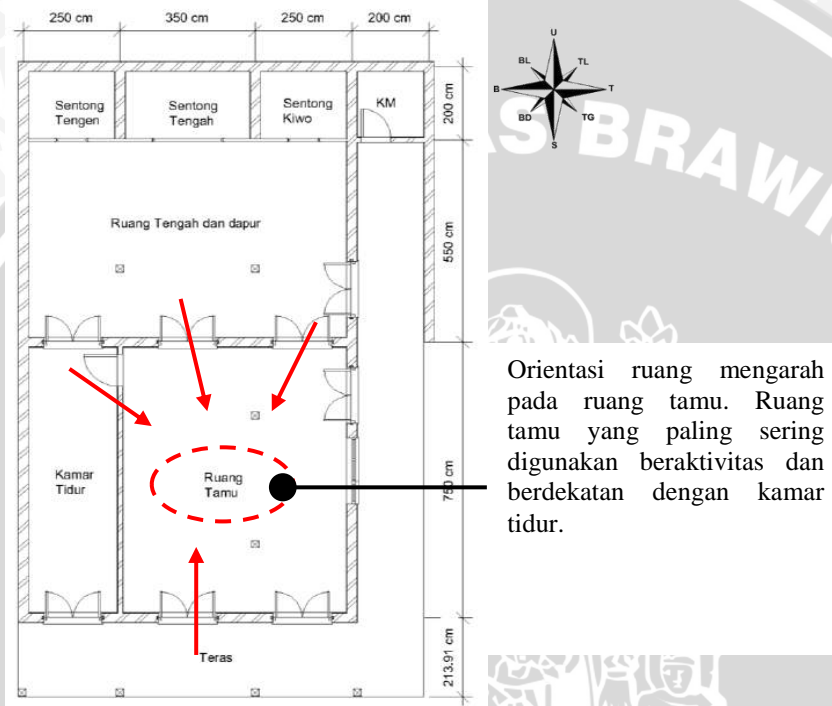 250 cm 350 cm 250 cm 200 cm
U
BL TL
B T
BD TG
S
Sentong
Tengen
Sentong
Tengah
Sentong
Kiwo
KM
200 cm
S BRAWI
Ruang Tengah dan dapur
550 cm
Orientasi ruang mengarah
pada ruang tamu. Ruang
tamu yang paling sering
digunakan beraktivitas dan
berdekatan dengan kamar
tidur.
Kamar
Tidur
Ruang
Tamu
750 cm
Teras
213.91 cm